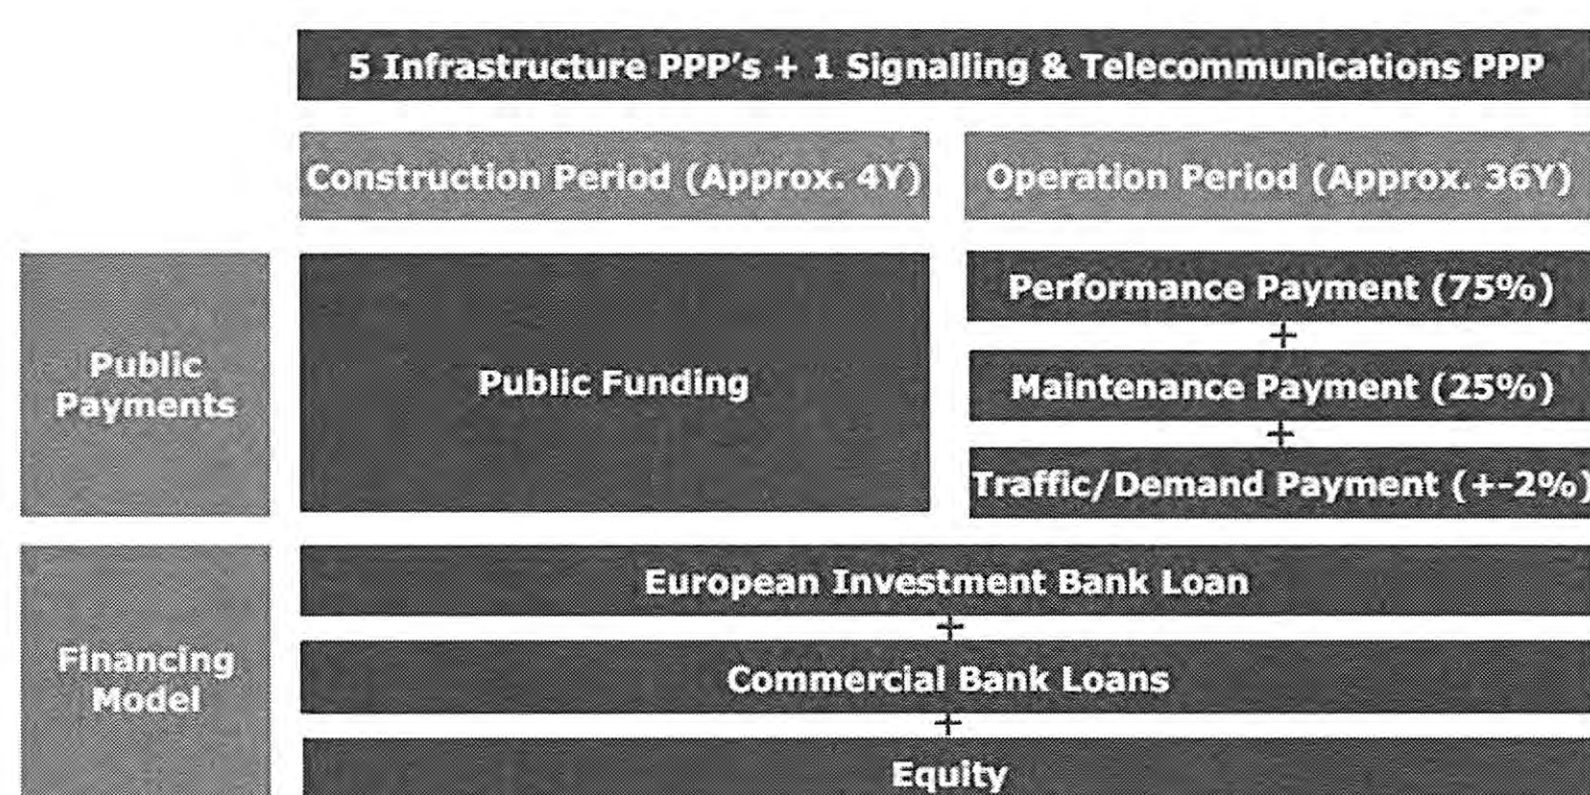 5 Infrastructure PPP's + 1 Signalling & Telecommunications PPP
Construction Period (Approx. 4Y)
Operation Period (Approx. 36Y)
Public
Payments
Public Funding
Performance Payment (75%)
+
Maintenance Payment (25%)
+
Traffic/Demand Payment (+-2%)
Financing
Model
European Investment Bank Loan
+
Commercial Bank Loans
+
Equity